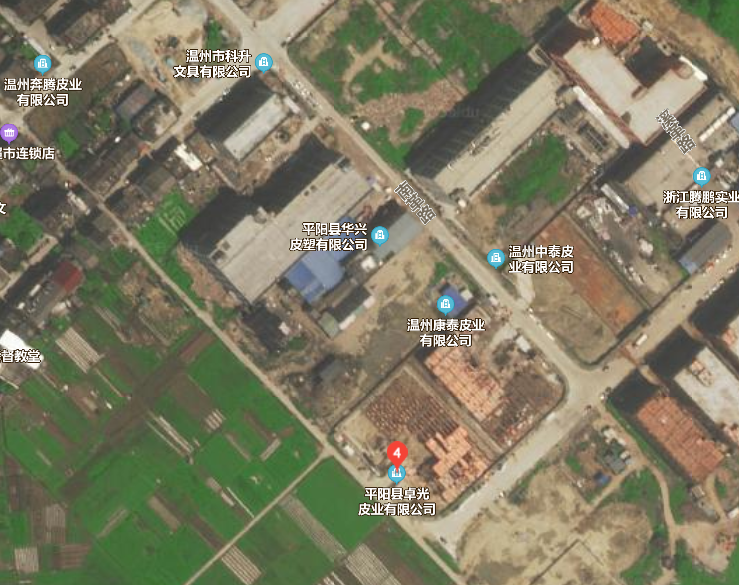 温州市科升
文具有限公司
温州奔腾皮业
有限公司
市连锁店
浙江腾鹏实业
有限公司
平阳县华兴
皮塑有限公司
温州中泰皮
业有限公司
温州康泰皮业
有限公司
督教堂
4
平阳县卓光
皮业有限公司